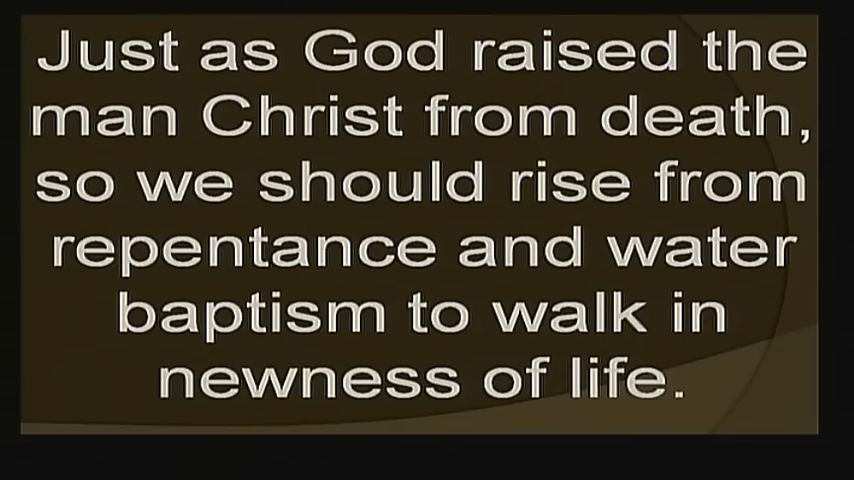 Just as God raised the
man Christ from death,
so we should rise from
repentance and water
baptism to walk in
newness of life.